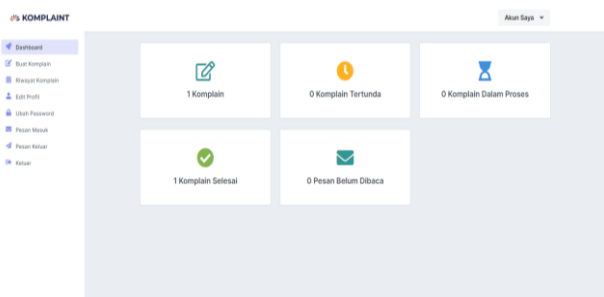 KOMPLAINT
Akun Saya
Dashboard
Buat Komplain
Riwayat Komplain
Edit Profil
Ubah Password
Pesan Masuk
Pesan Keluar
Keluar
1 Komplain
0 Komplain Tertunda
0 Komplain Dalam Proses
1 Komplain Selesai
0 Pesan Belum Dibaca